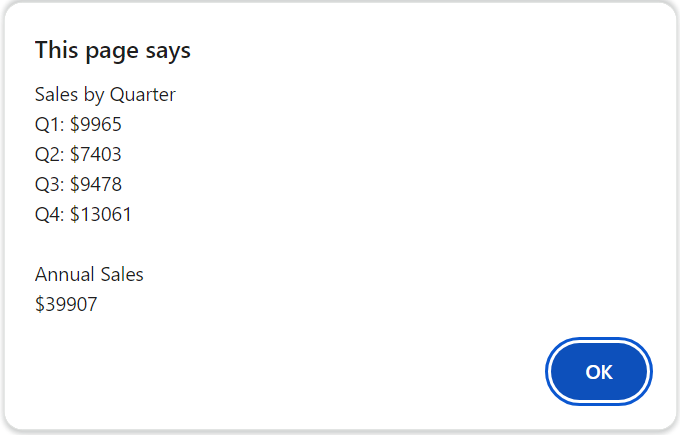 This page says
Sales by Quarter
Q1: $9965
Q2: $7403
Q3: $9478
Q4: $13061
Annual Sales
$39907
OK